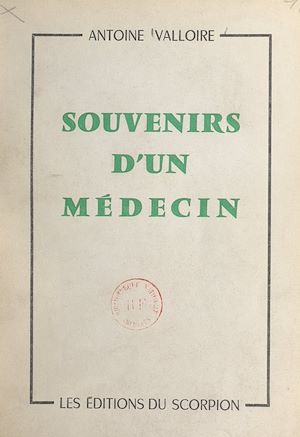 ANTOINE VALLOIRE
SOUVENIRS
D'UN
MÉDECIN
LES ÉDITIONS DU SCORPION